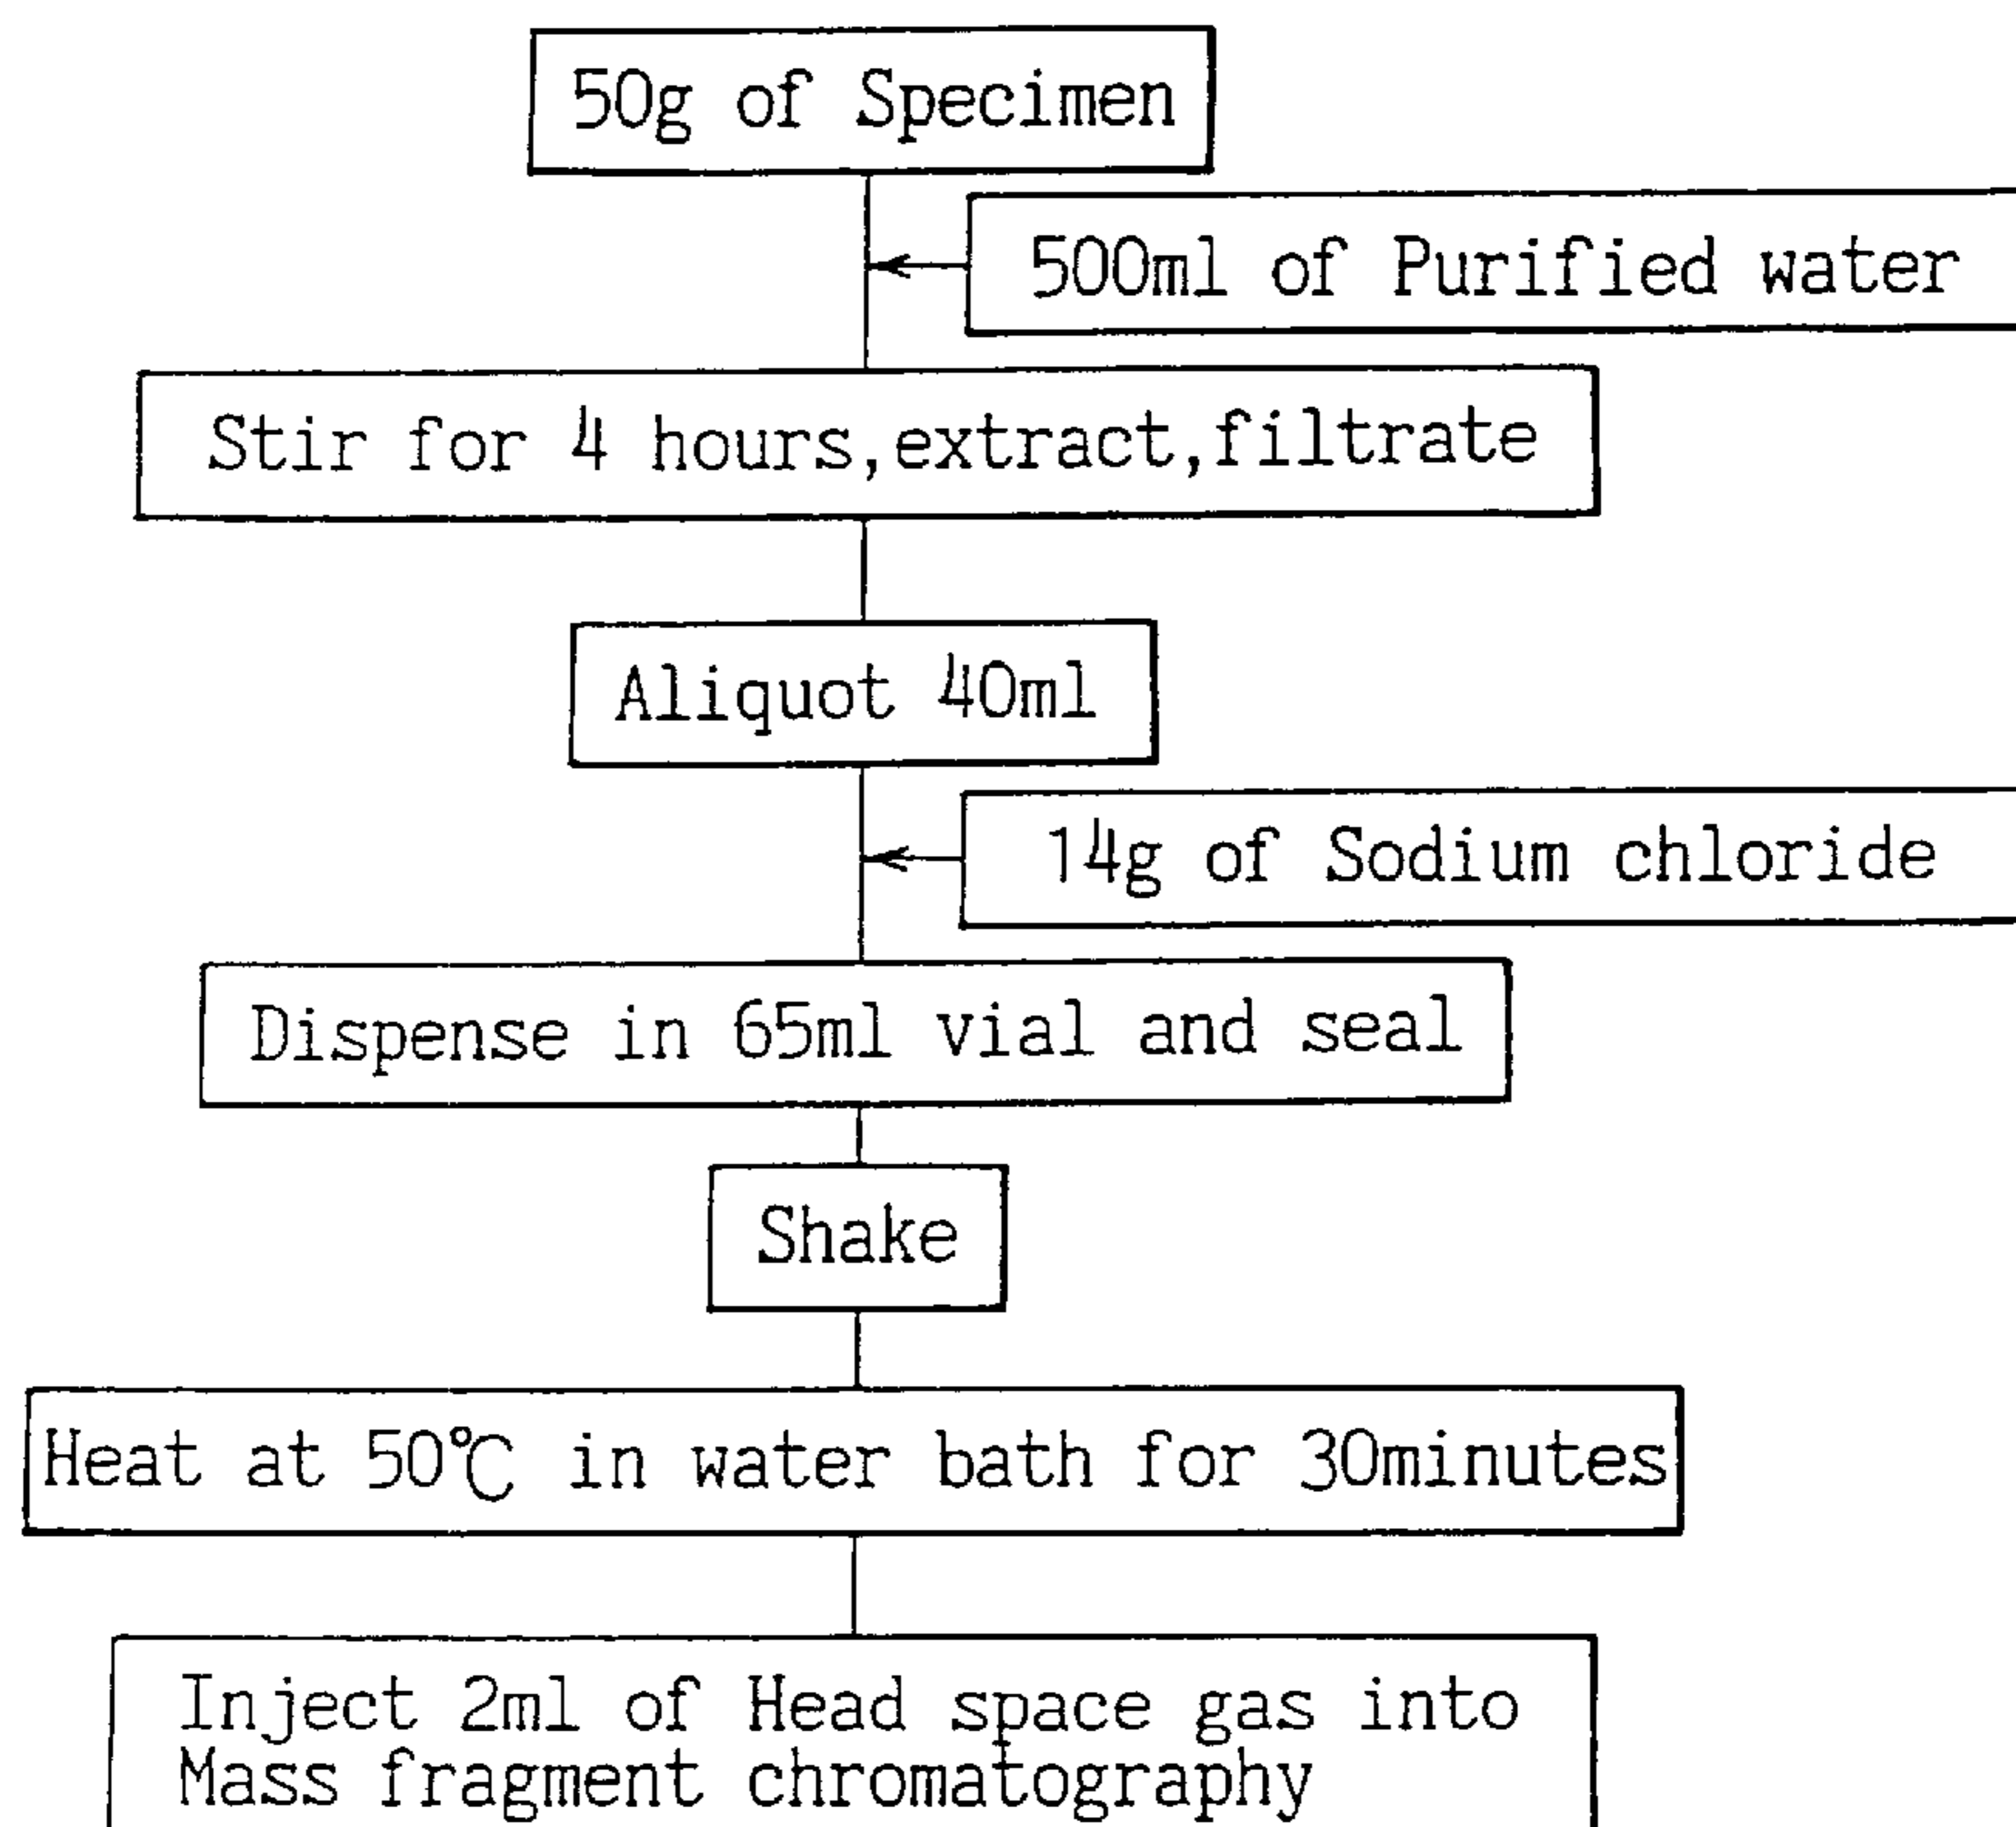 50g of Specimen
500ml of Purified water
Stir for 4 hours,extract,filtrate
Aliquot 40ml
14g of Sodium chloride
Dispense in 65ml vial and seal
Shake
Heat at 50℃ in water bath for 30minutes
Inject 2ml of Head space gas into
Mass fragment chromatography